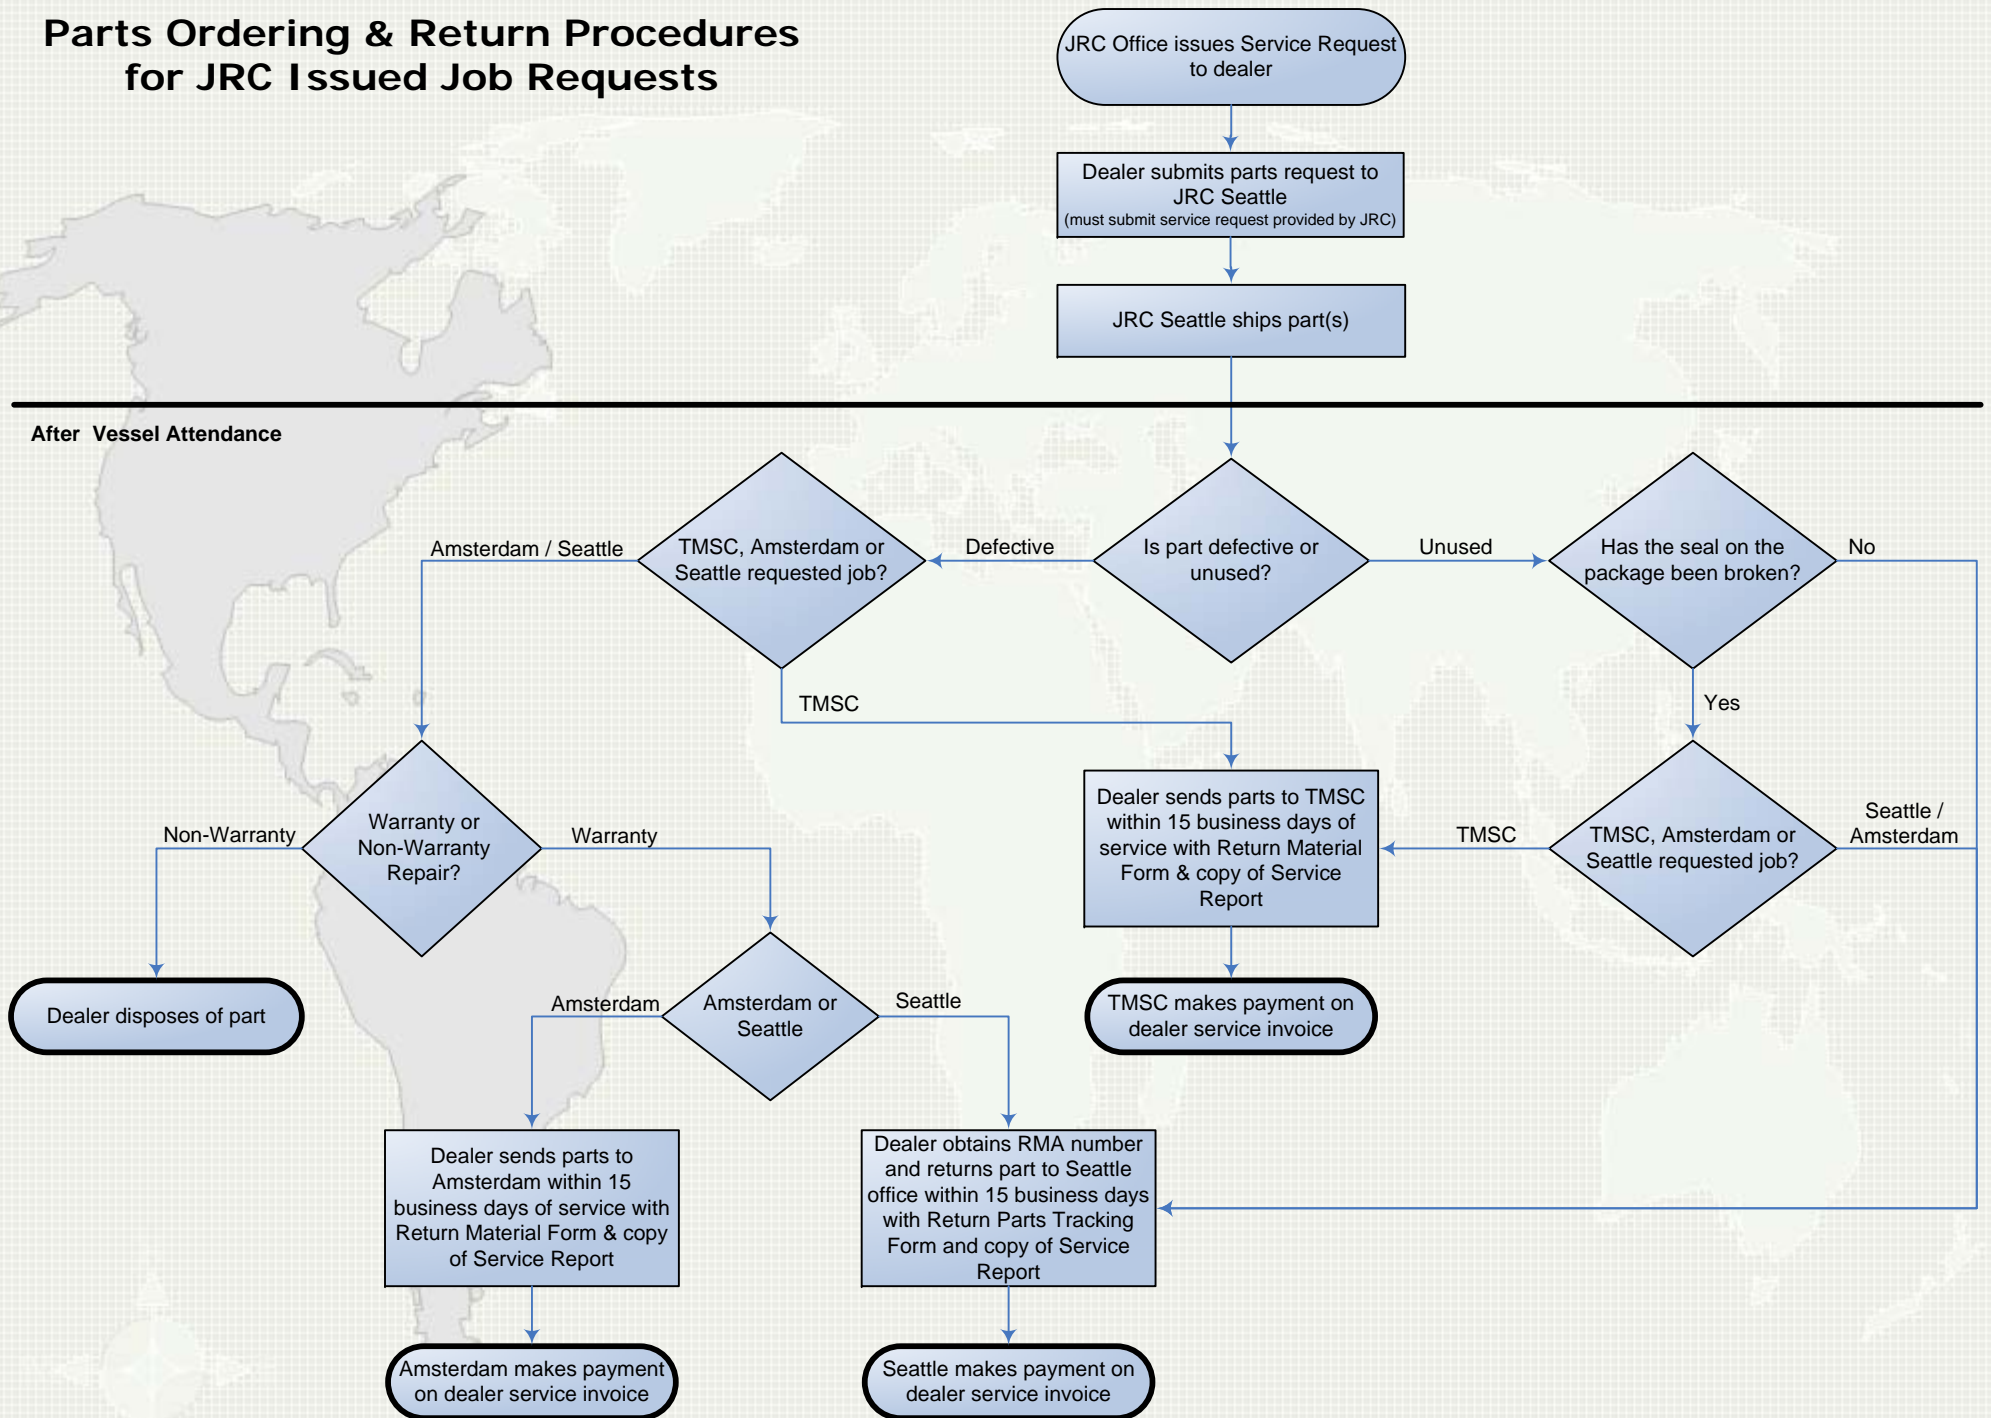 Parts Ordering & Return Procedures
for JRC Issued Job Requests
JRC Office issues Service Request
to dealer
Dealer submits parts request to
JRC Seattle
(must submit service request provided by JRC)
JRC Seattle ships part(s)
After Vessel Attendance
Amsterdam / Seattle
TMSC, Amsterdam or
Seattle requested job?
Defective
Is part defective or
unused?
Unused
Has the seal on the
package been broken?
No
TMSC
Yes
Non-Warranty
Warranty or
Non-Warranty
Repair?
Warranty
Dealer sends parts to TMSC
within 15 business days of
service with Return Material
Form & copy of Service
Report
TMSC
TMSC, Amsterdam or
Seattle requested job?
Seattle /
Amsterdam
Dealer disposes of part
Amsterdam
Amsterdam or
Seattle
Seattle
TMSC makes payment on
dealer service invoice
Dealer sends parts to
Amsterdam within 15
business days of service with
Return Material Form & copy
of Service Report
Dealer obtains RMA number
and returns part to Seattle
office within 15 business days
with Return Parts Tracking
Form and copy of Service
Report
Amsterdam makes payment
on dealer service invoice
Seattle makes payment on
dealer service invoice